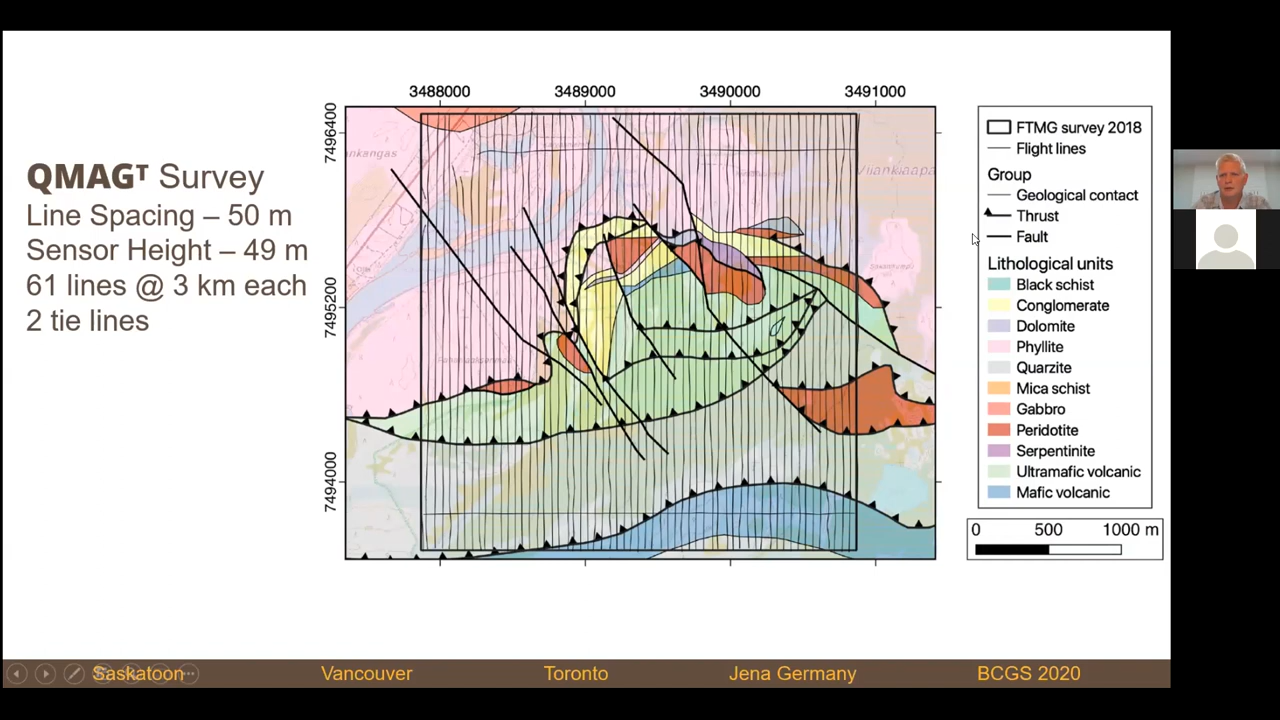 QMAGᵀ Survey
Line Spacing – 50 m
Sensor Height – 49 m
61 lines @ 3 km each
2 tie lines
3488000 3489000 3490000 3491000
7496400
7495200
7494000
FTMG survey 2018
Flight lines
Group
Geological contact
Thrust
Fault
Lithological units
Black schist
Conglomerate
Dolomite
Phyllite
Quarzite
Mica schist
Gabbro
Peridotite
Serpentinite
Ultramafic volcanic
Mafic volcanic
0 500 1000 m
Saskatoon Vancouver Toronto Jena Germany BCGS 2020